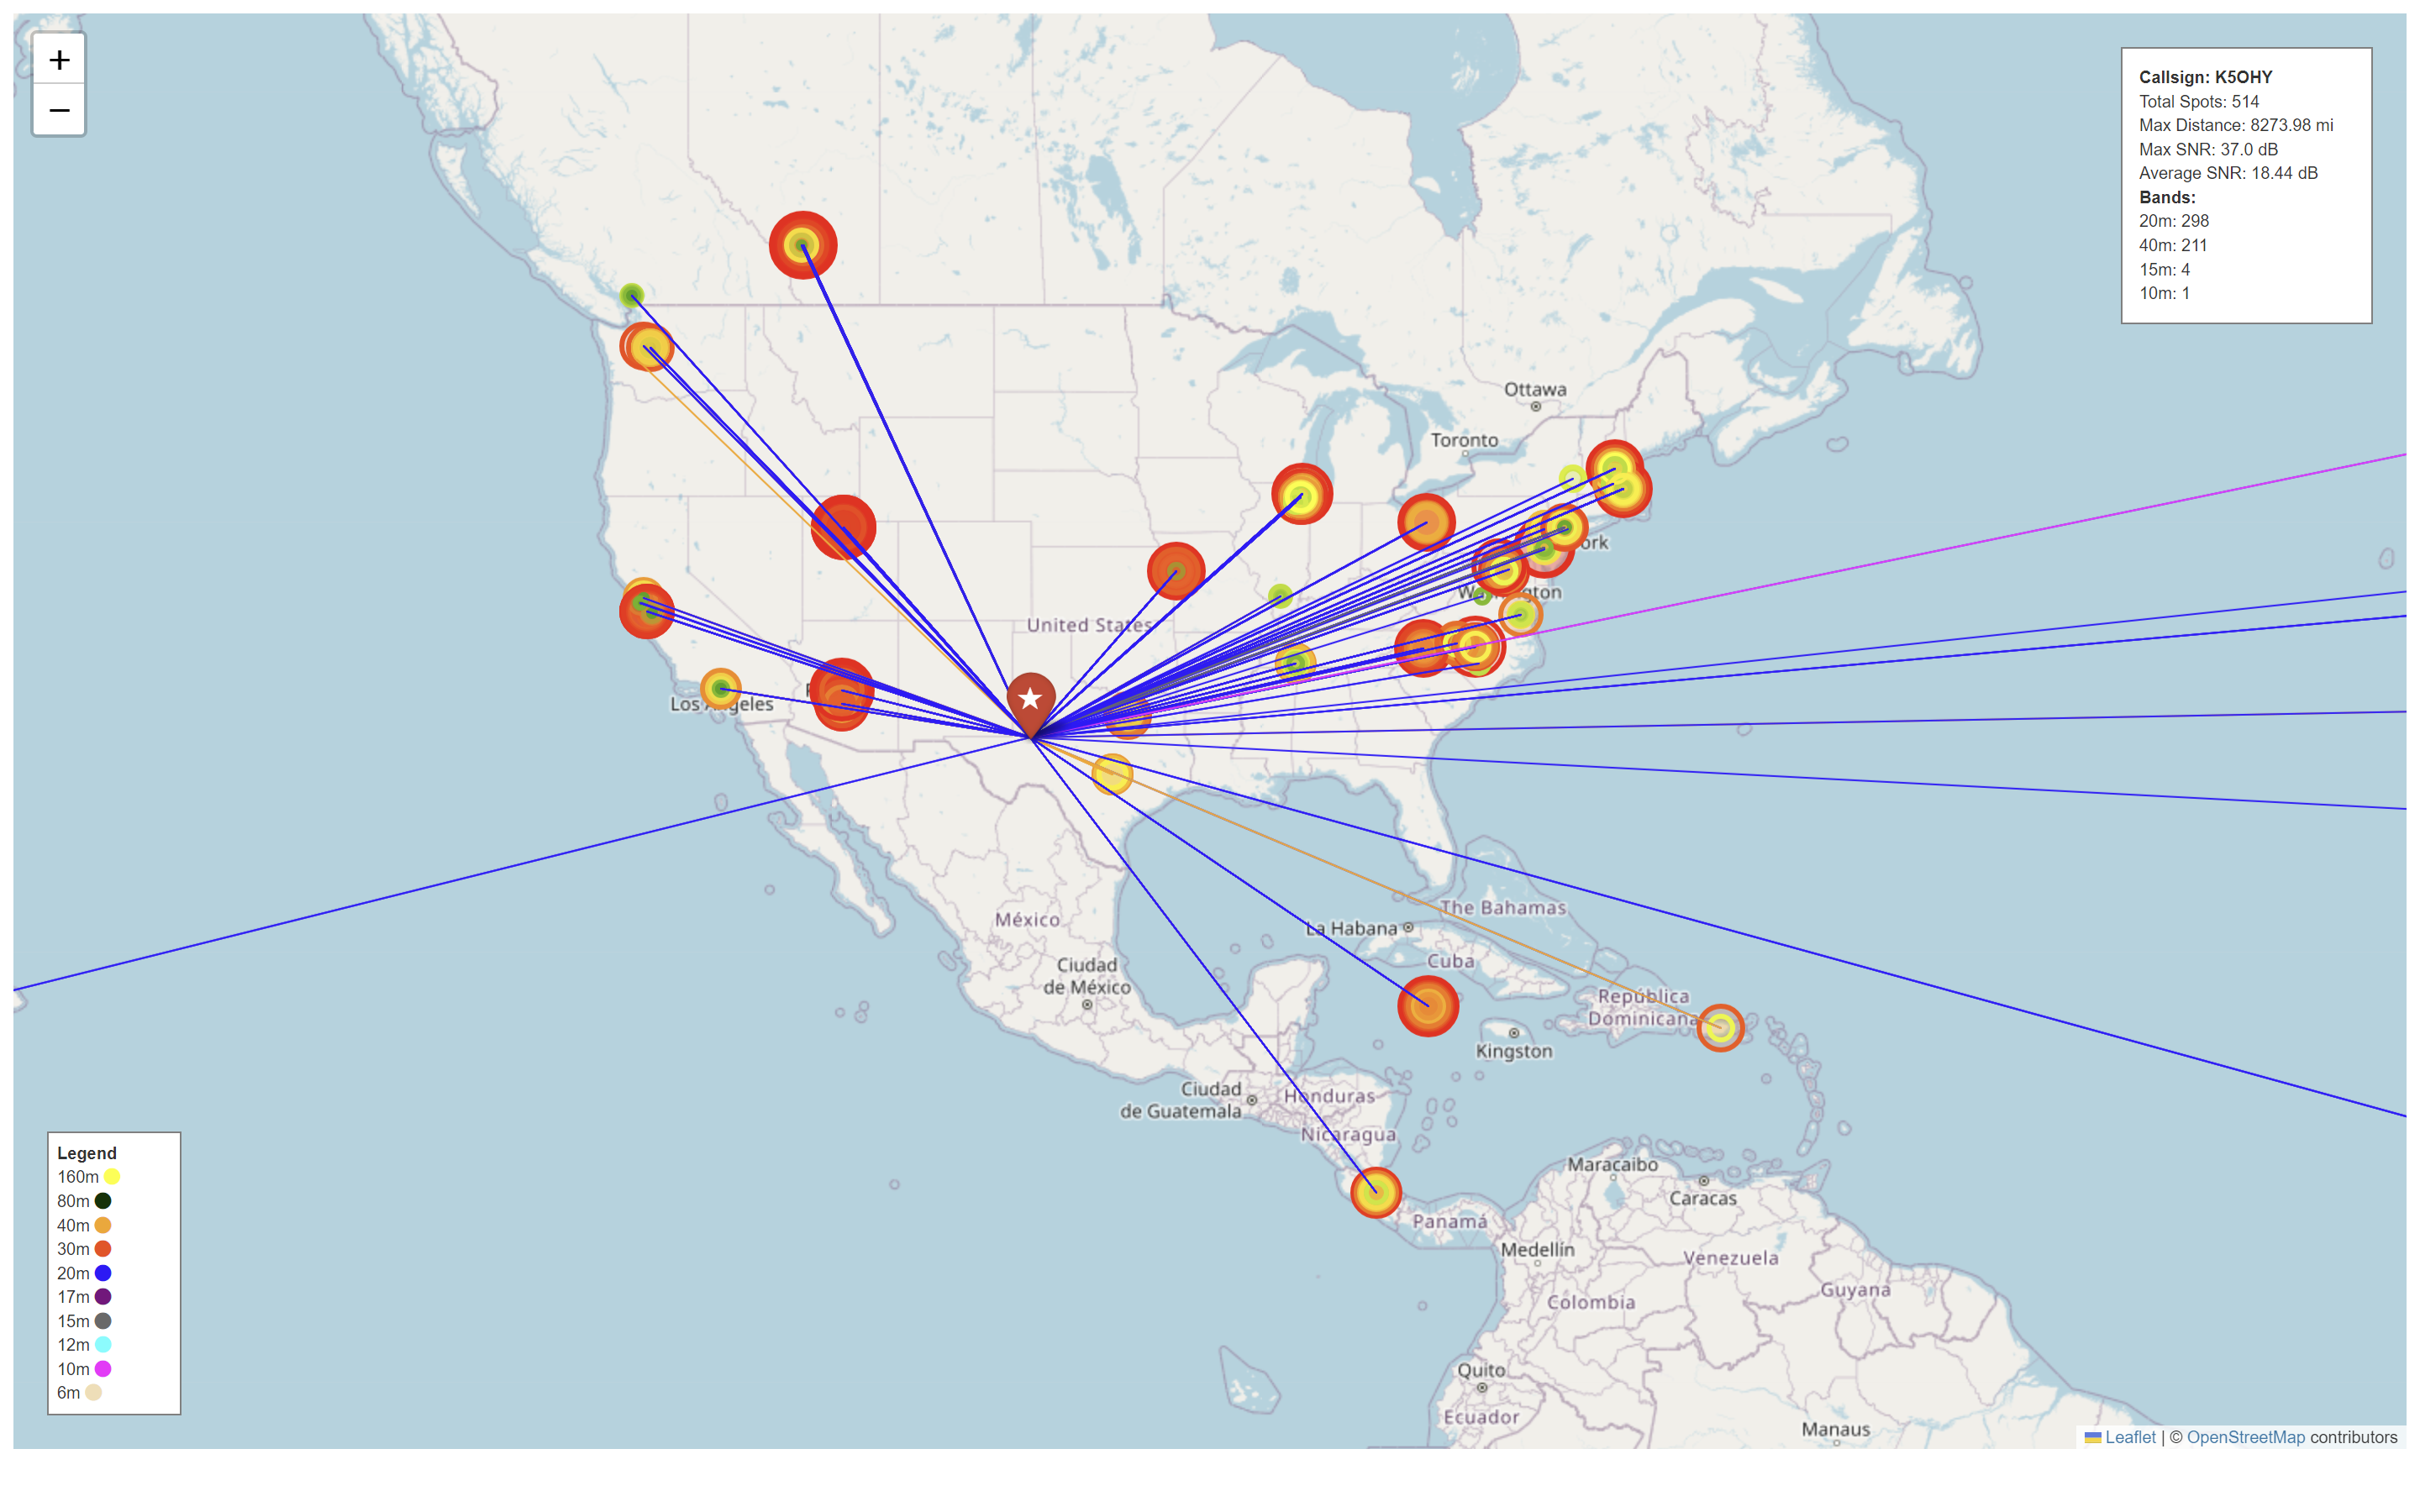 +
−
Callsign: K5OHY
Total Spots: 514
Max Distance: 8273.98 mi
Max SNR: 37.0 dB
Average SNR: 18.44 dB
Bands:
20m: 298
40m: 211
15m: 4
10m: 1
Ottawa
Toronto
ork
Washington
United States
Los Angeles
The Bahamas
La Habana
Cuba
México
Ciudad
de México
República
Dominicana
Kingston
Ciudad
de Guatemala
Honduras
Nicaragua
Maracaibo
Caracas
Panamá
Medellín
Venezuela
Guyana
Colombia
Quito
Ecuador
Manaus
Legend
160m
80m
40m
30m
20m
17m
15m
12m
10m
6m
Leaflet | © OpenStreetMap contributors